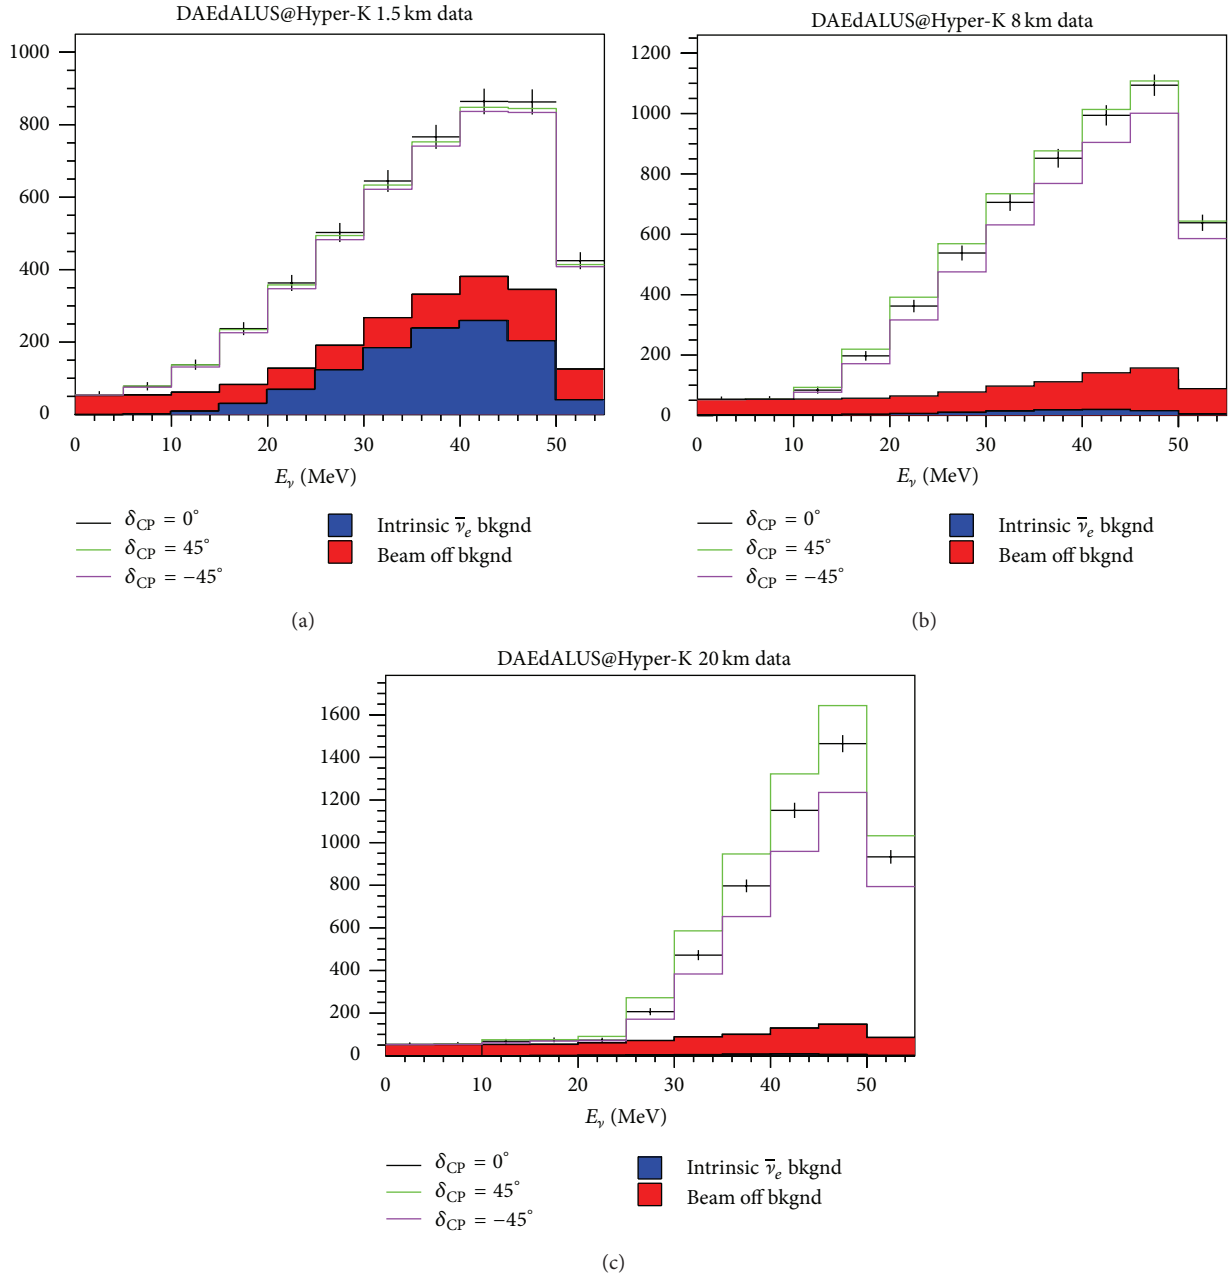 DAEdALUS@Hyper-K 1.5 km data
1000
800
600
400
200
0
0 10 20 30 40 50
E_ν (MeV)
δ_CP = 0°
δ_CP = 45°
δ_CP = −45°
Intrinsic ν̅_e bkgnd
Beam off bkgnd
(a)
DAEdALUS@Hyper-K 8 km data
1200
1000
800
600
400
200
0
0 10 20 30 40 50
E_ν (MeV)
δ_CP = 0°
δ_CP = 45°
δ_CP = −45°
Intrinsic ν̅_e bkgnd
Beam off bkgnd
(b)
DAEdALUS@Hyper-K 20 km data
1600
1400
1200
1000
800
600
400
200
0
0 10 20 30 40 50
E_ν (MeV)
δ_CP = 0°
δ_CP = 45°
δ_CP = −45°
Intrinsic ν̅_e bkgnd
Beam off bkgnd
(c)